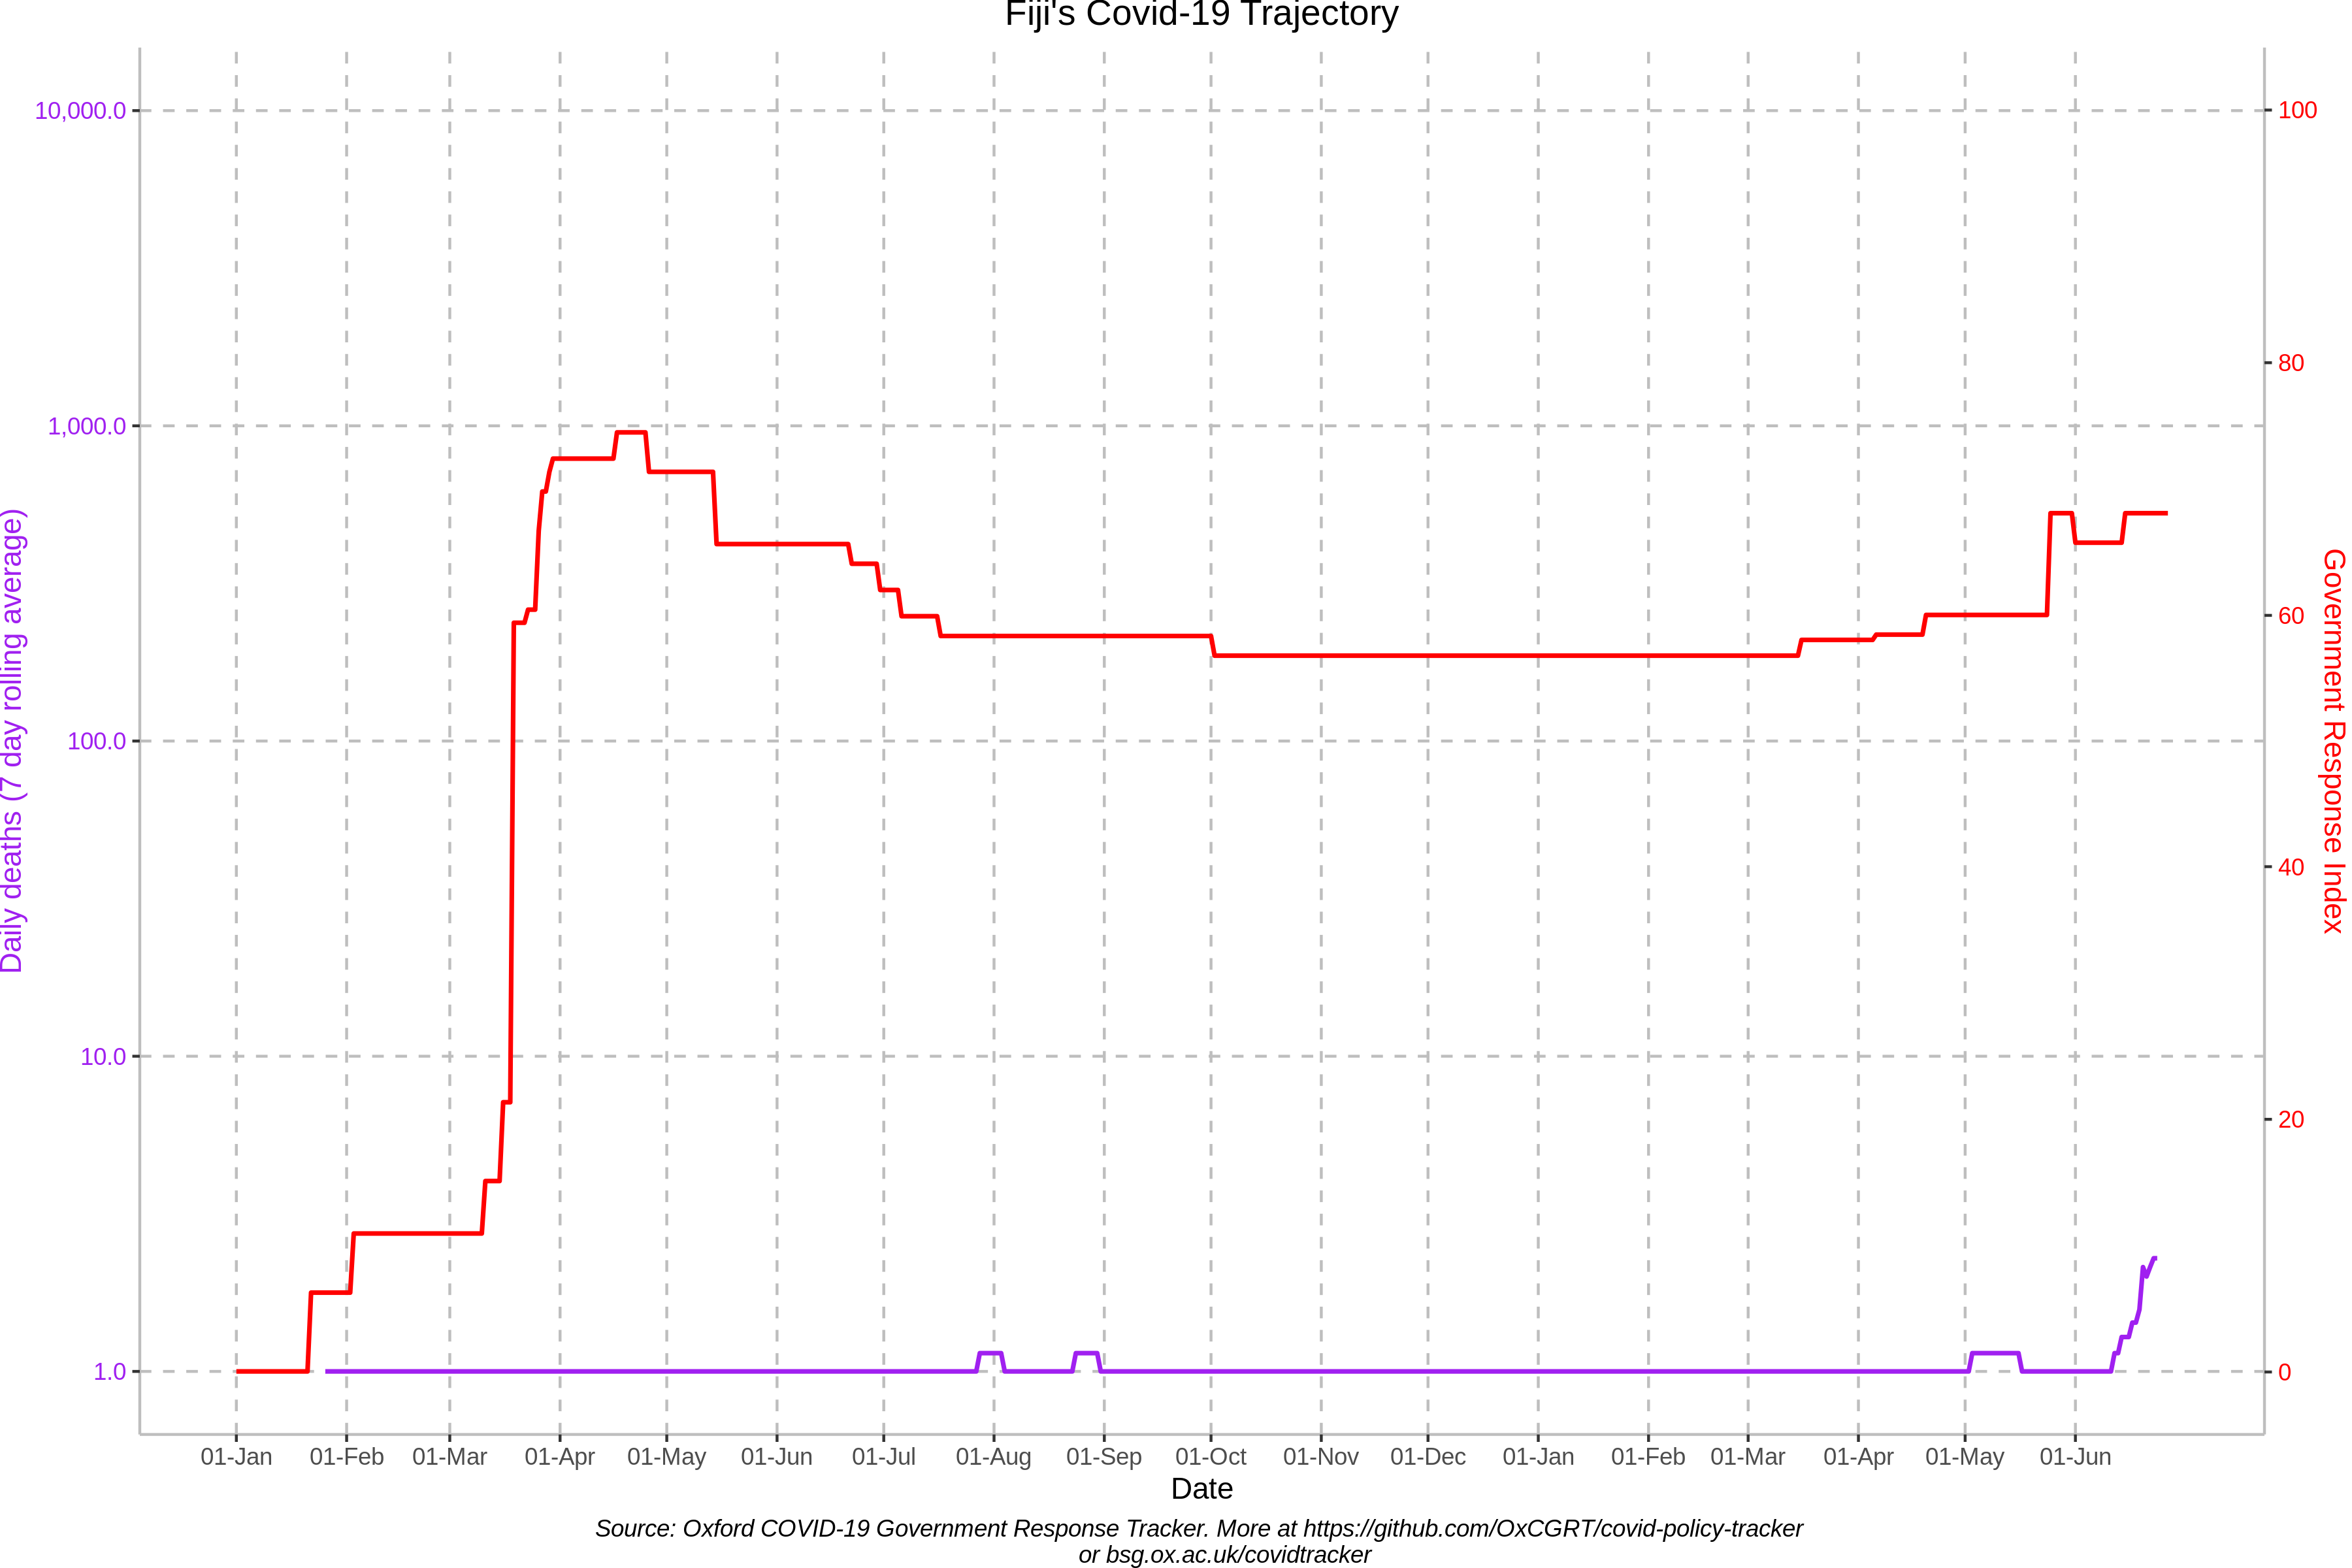 Fiji's Covid-19 Trajectory
10,000.0
1,000.0
100.0
10.0
1.0
Daily deaths (7 day rolling average)
100
80
60
40
20
0
Government Response Index
01-Jan 01-Feb 01-Mar 01-Apr 01-May 01-Jun 01-Jul 01-Aug 01-Sep 01-Oct 01-Nov 01-Dec 01-Jan 01-Feb 01-Mar 01-Apr 01-May 01-Jun
Date
Source: Oxford COVID-19 Government Response Tracker. More at https://github.com/OxCGRT/covid-policy-tracker
or bsg.ox.ac.uk/covidtracker